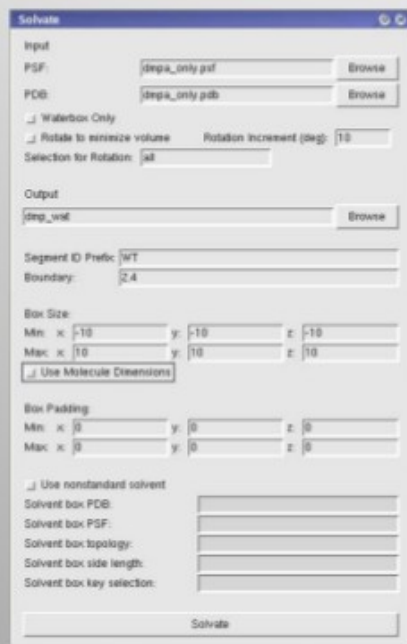 Solvate
Input
PSF: dmpa_only.psf Browse
PDB: dmpa_only.pdb Browse
Waterbox Only
Rotate to minimize volume Rotation Increment (deg): 10
Selection for Rotation: all
Output
dmp_wat Browse
Segment ID Prefix: WT
Boundary: 2.4
Box Size:
Min: x: -10 y: -10 z: -10
Max: x: 10 y: 10 z: 10
Use Molecule Dimensions
Box Padding:
Min: x: 0 y: 0 z: 0
Max: x: 0 y: 0 z: 0
Use nonstandard solvent
Solvent box PDB:
Solvent box PSF:
Solvent box topology:
Solvent box side length:
Solvent box key selection:
Solvate